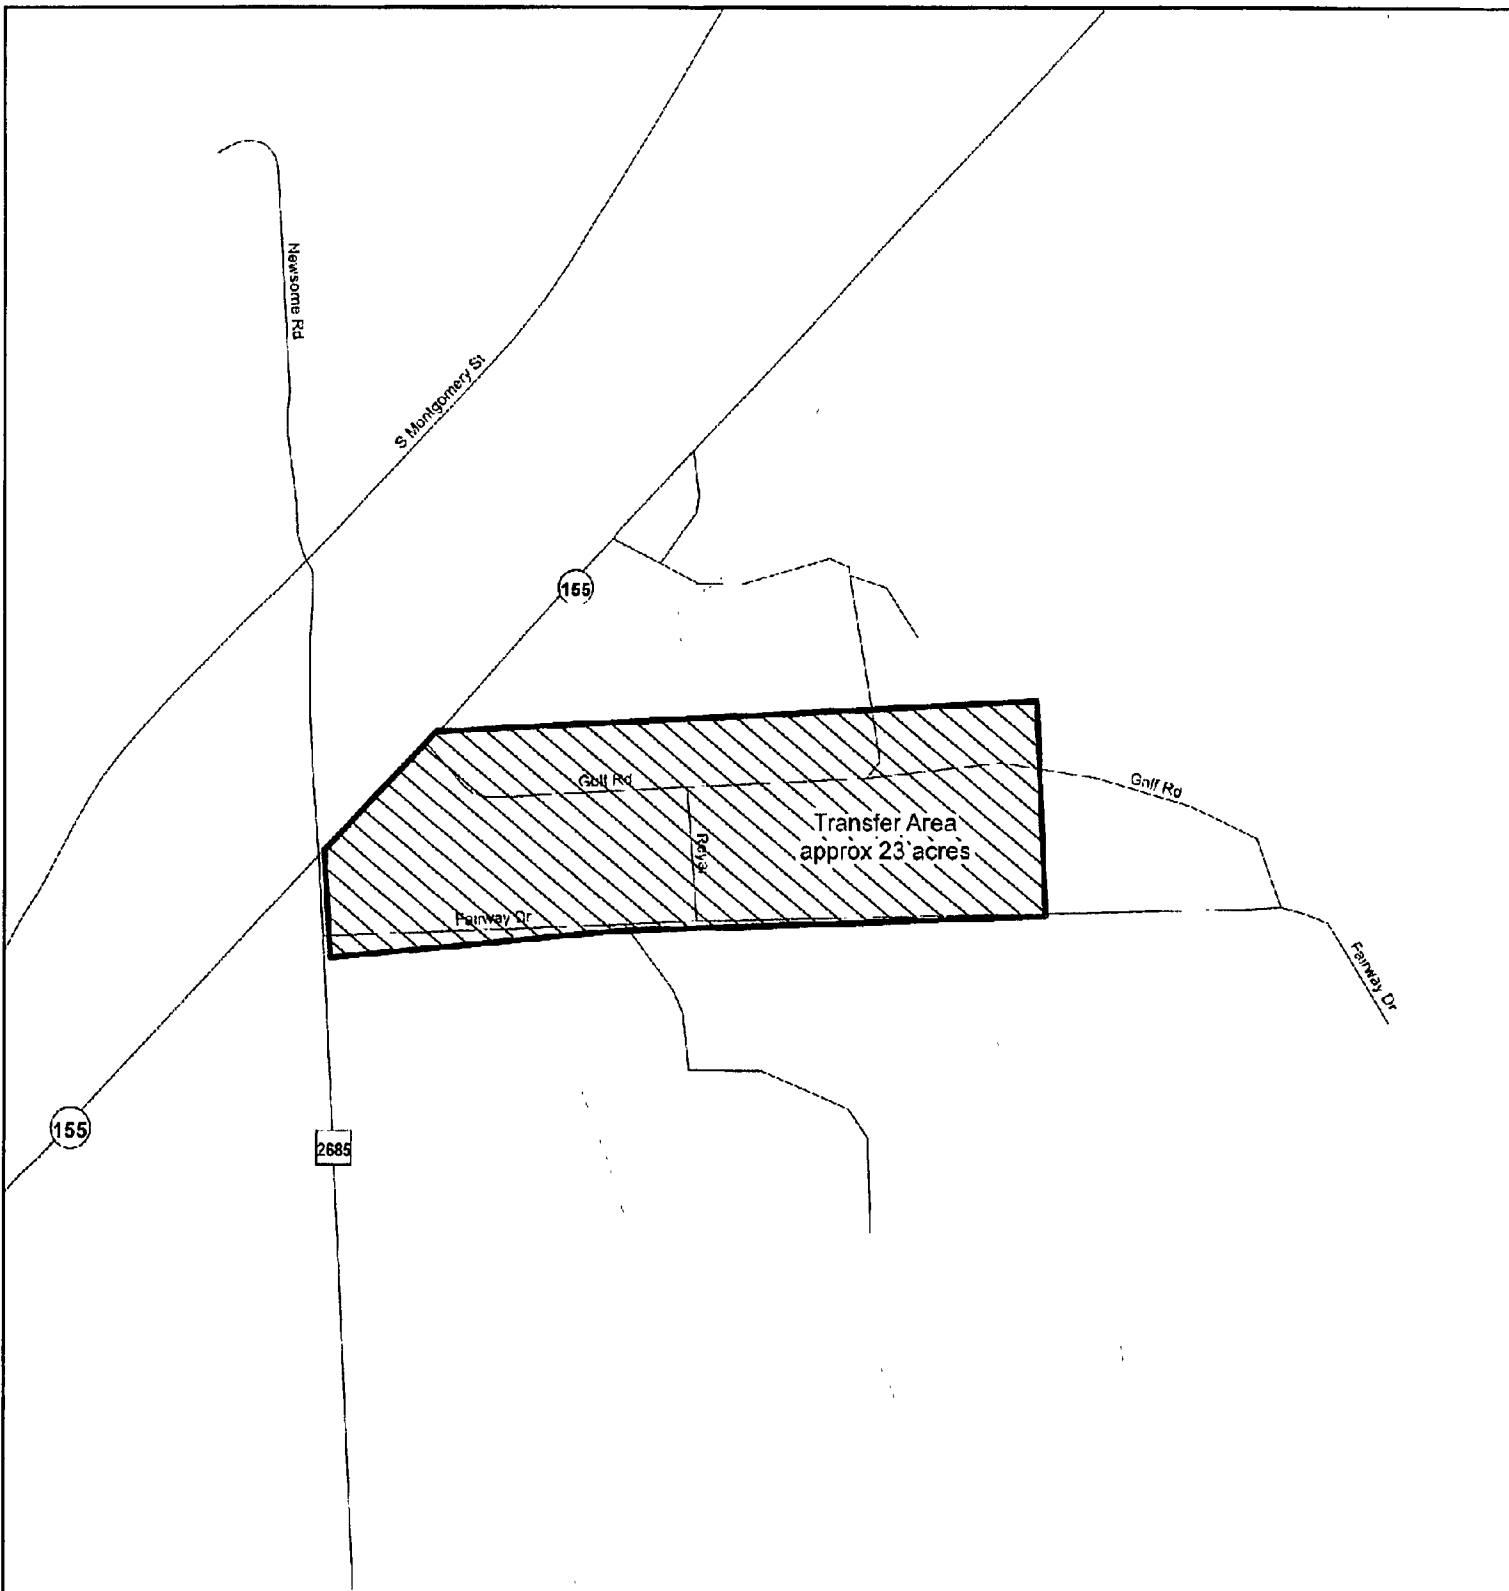 Newsome Rd
S Montgomery St
155
Golf Rd
Golf Rd
Transfer Area
approx 23 acres
Royal
Fairway Dr
Fairway Dr
155
2685